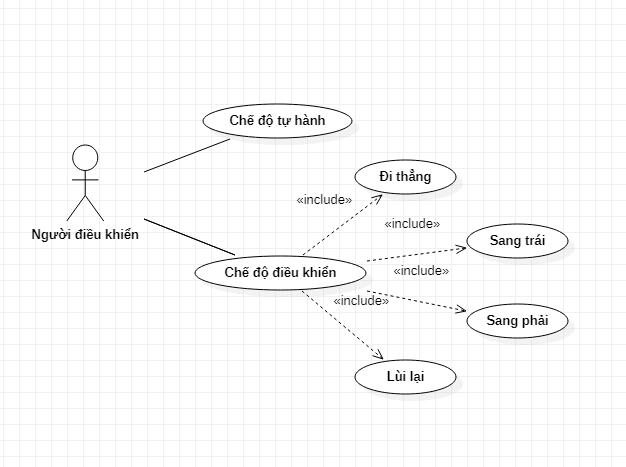 Chế độ tự hành
Đi thẳng
«include»
«include»
Người điều khiển
Sang trái
Chế độ điều khiển
«include»
«include»
Sang phải
Lùi lại